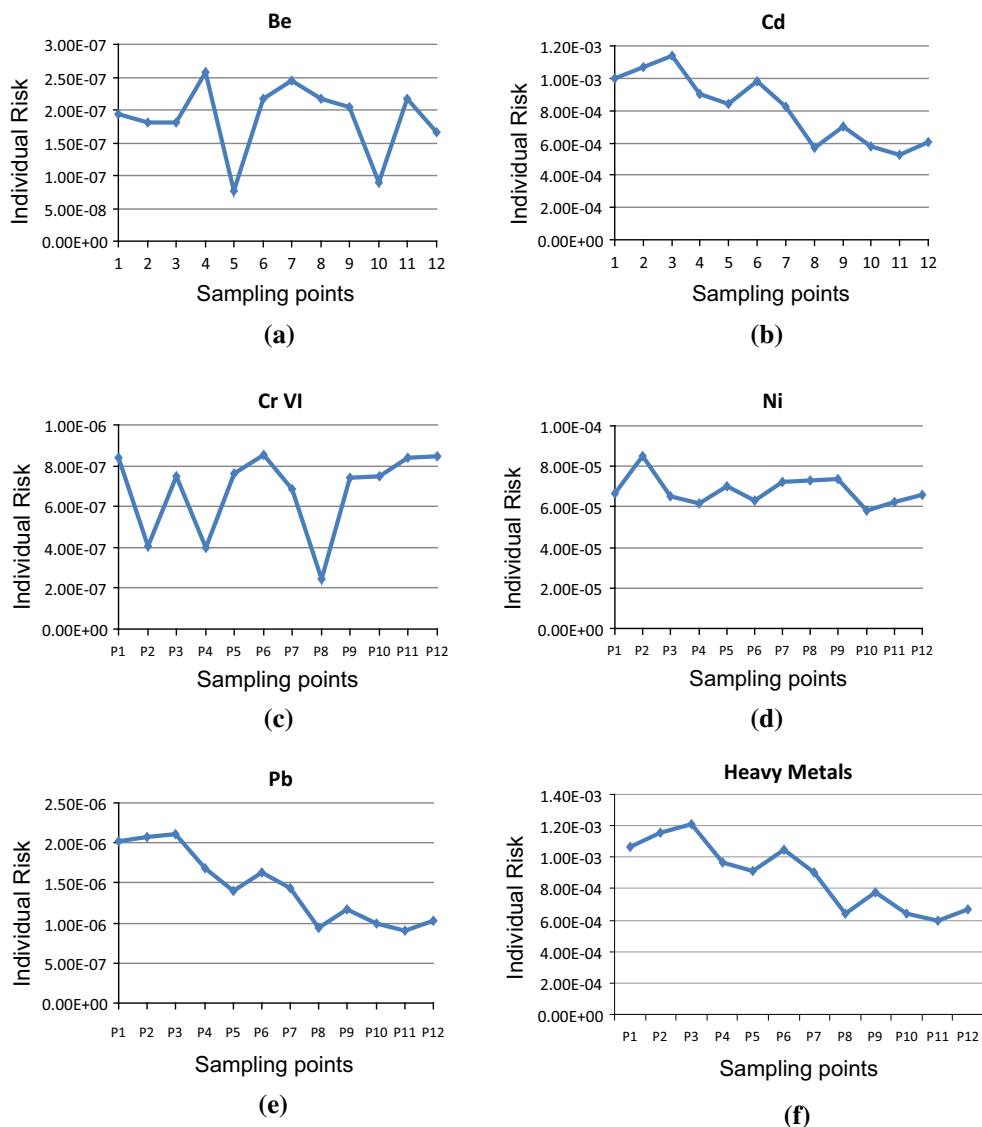 Be
3.00E-07
2.50E-07
2.00E-07
1.50E-07
1.00E-07
5.00E-08
0.00E+00
Individual Risk
1 2 3 4 5 6 7 8 9 10 11 12
Sampling points
(a)
Cd
1.20E-03
1.00E-03
8.00E-04
6.00E-04
4.00E-04
2.00E-04
0.00E+00
Individual Risk
1 2 3 4 5 6 7 8 9 10 11 12
Sampling points
(b)
Cr VI
1.00E-06
8.00E-07
6.00E-07
4.00E-07
2.00E-07
0.00E+00
Individual Risk
P1 P2 P3 P4 P5 P6 P7 P8 P9 P10 P11 P12
Sampling points
(c)
Ni
1.00E-04
8.00E-05
6.00E-05
4.00E-05
2.00E-05
0.00E+00
Individual Risk
P1 P2 P3 P4 P5 P6 P7 P8 P9 P10 P11 P12
Sampling points
(d)
Pb
2.50E-06
2.00E-06
1.50E-06
1.00E-06
5.00E-07
0.00E+00
Individual Risk
P1 P2 P3 P4 P5 P6 P7 P8 P9 P10 P11 P12
Sampling points
(e)
Heavy Metals
1.40E-03
1.20E-03
1.00E-03
8.00E-04
6.00E-04
4.00E-04
2.00E-04
0.00E+00
Individual Risk
P1 P2 P3 P4 P5 P6 P7 P8 P9 P10 P11 P12
Sampling points
(f)